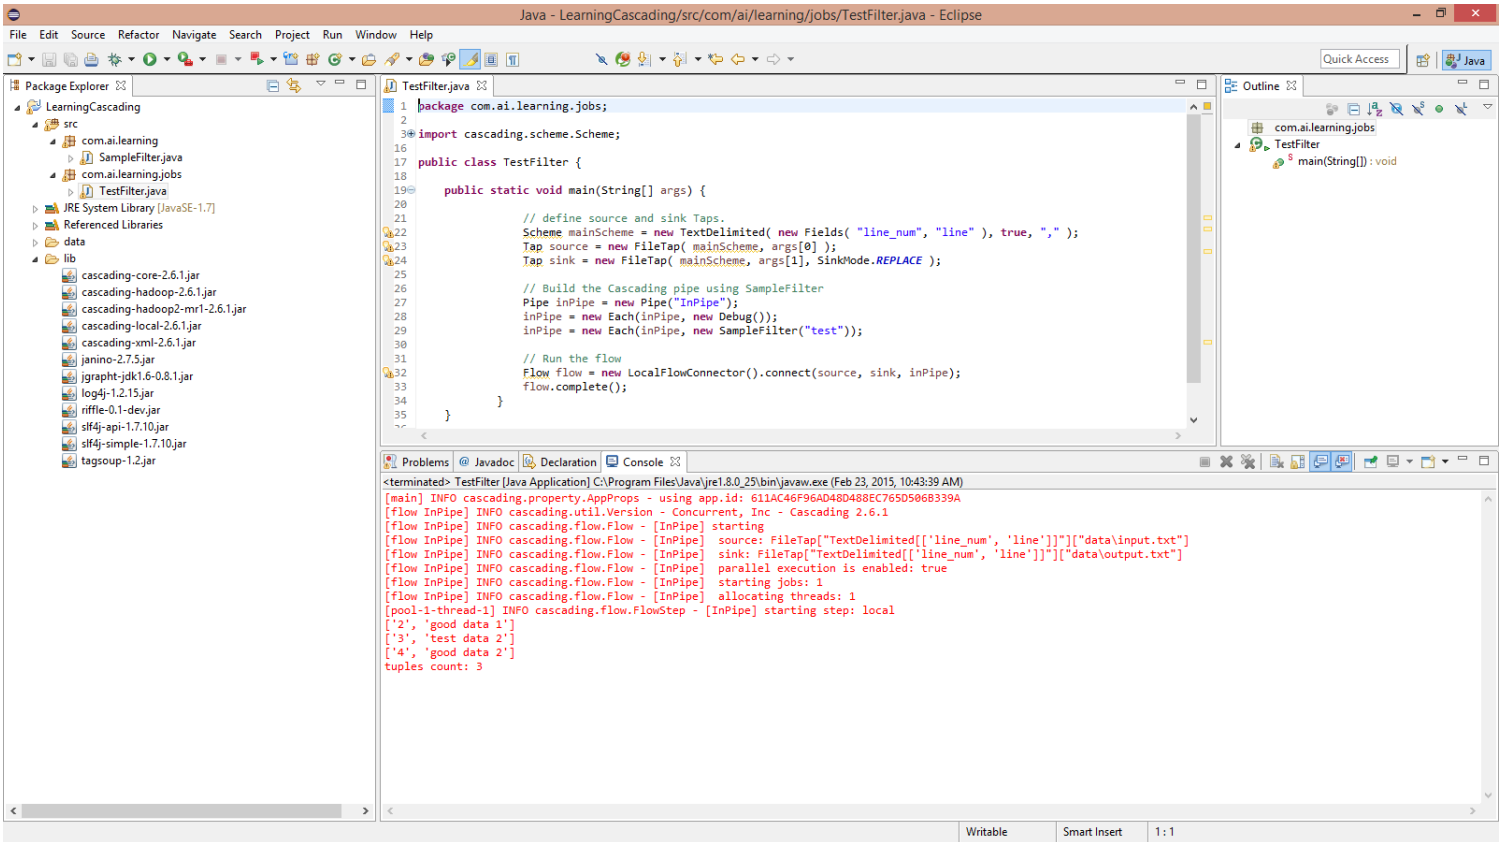 Java - LearningCascading/src/com/ai/learning/jobs/TestFilter.java - Eclipse
File Edit Source Refactor Navigate Search Project Run Window Help
Quick Access
Java
Package Explorer
LearningCascading
src
com.ai.learning
SampleFilter.java
com.ai.learning.jobs
TestFilter.java
JRE System Library [JavaSE-1.7]
Referenced Libraries
data
lib
cascading-core-2.6.1.jar
cascading-hadoop-2.6.1.jar
cascading-hadoop2-mr1-2.6.1.jar
cascading-local-2.6.1.jar
cascading-xml-2.6.1.jar
janino-2.7.5.jar
jgrapht-jdk1.6-0.8.1.jar
log4j-1.2.15.jar
riffle-0.1-dev.jar
slf4j-api-1.7.10.jar
slf4j-simple-1.7.10.jar
tagsoup-1.2.jar
TestFilter.java
1 package com.ai.learning.jobs;
2
3 import cascading.scheme.Scheme;
16
17 public class TestFilter {
18
19 public static void main(String[] args) {
20
21 // define source and sink Taps.
22 Scheme mainScheme = new TextDelimited( new Fields( "line_num", "line" ), true, "," );
23 Tap source = new FileTap( mainScheme, args[0] );
24 Tap sink = new FileTap( mainScheme, args[1], SinkMode.REPLACE );
25
26 // Build the Cascading pipe using SampleFilter
27 Pipe inPipe = new Pipe("InPipe");
28 inPipe = new Each(inPipe, new Debug());
29 inPipe = new Each(inPipe, new SampleFilter("test"));
30
31 // Run the flow
32 Flow flow = new LocalFlowConnector().connect(source, sink, inPipe);
33 flow.complete();
34 }
35 }
Outline
com.ai.learning.jobs
TestFilter
main(String[]) : void
Problems @ Javadoc Declaration Console
<terminated> TestFilter [Java Application] C:\Program Files\Java\jre1.8.0_25\bin\javaw.exe (Feb 23, 2015, 10:43:39 AM)
[main] INFO cascading.property.AppProps - using app.id: 611AC46F96AD48D488EC765D506B339A
[flow InPipe] INFO cascading.util.Version - Concurrent, Inc - Cascading 2.6.1
[flow InPipe] INFO cascading.flow.Flow - [InPipe] starting
[flow InPipe] INFO cascading.flow.Flow - [InPipe]  source: FileTap["TextDelimited[['line_num', 'line']]"]["data\input.txt"]
[flow InPipe] INFO cascading.flow.Flow - [InPipe]  sink: FileTap["TextDelimited[['line_num', 'line']]"]["data\output.txt"]
[flow InPipe] INFO cascading.flow.Flow - [InPipe]  parallel execution is enabled: true
[flow InPipe] INFO cascading.flow.Flow - [InPipe]  starting jobs: 1
[flow InPipe] INFO cascading.flow.Flow - [InPipe]  allocating threads: 1
[pool-1-thread-1] INFO cascading.flow.FlowStep - [InPipe] starting step: local
['2', 'good data 1']
['3', 'test data 2']
['4', 'good data 2']
tuples count: 3
Writable Smart Insert 1 : 1